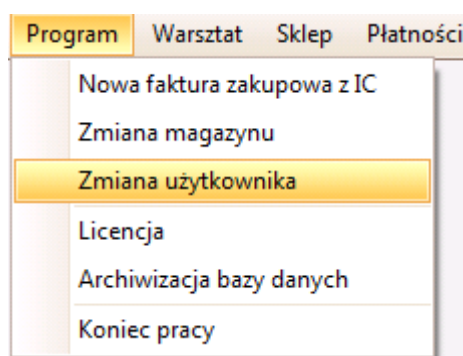 Program Warsztat Sklep Płatności
Nowa faktura zakupowa z IC
Zmiana magazynu
Zmiana użytkownika
Licencja
Archiwizacja bazy danych
Koniec pracy